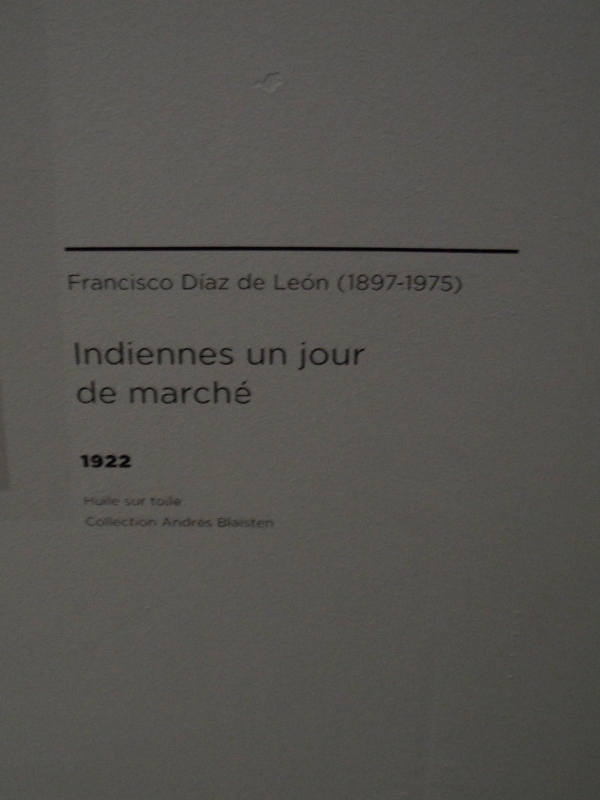 Francisco Díaz de León (1897-1975)
Indiennes un jour
de marché
1922
Huile sur toile
Collection Andrés Blaisten